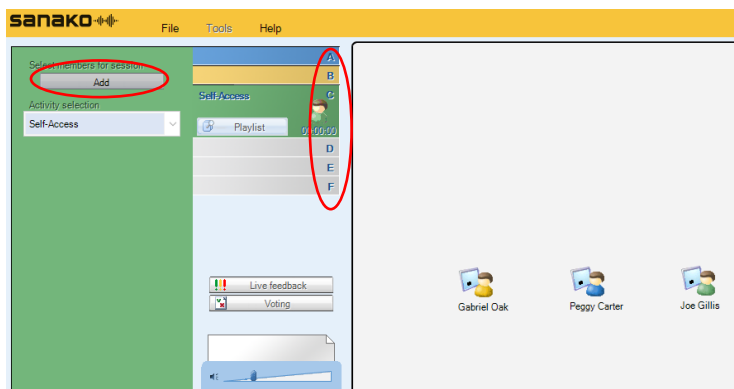 sanako
File Tools Help
Select members for session
Add
Activity selection
Self-Access
A
B
Self-Access C
Playlist 00:00:00
D
E
F
Live feedback
Voting
Gabriel Oak Peggy Carter Joe Gillis